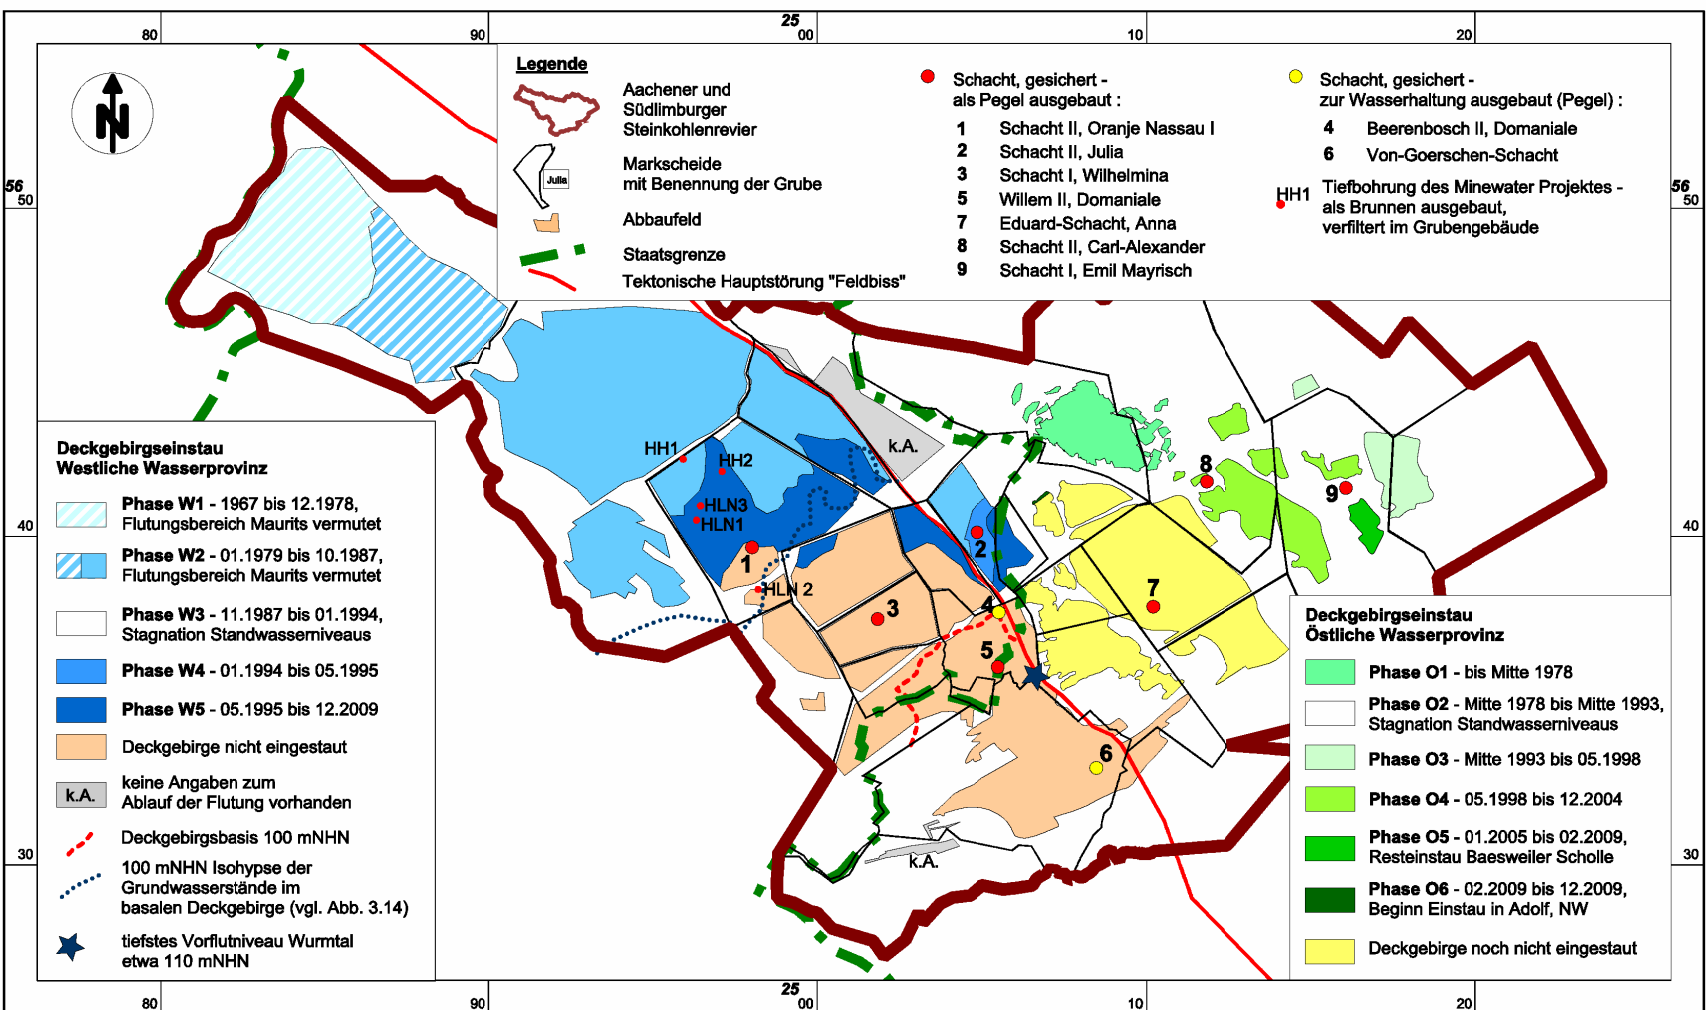 25
80 90 00 10 20
N
Legende
Aachener und
Südlimburger
Steinkohlenrevier
Julia
Markscheide
mit Benennung der Grube
Abbaufeld
Staatsgrenze
Tektonische Hauptstörung "Feldbiss"
Schacht, gesichert -
als Pegel ausgebaut :
1 Schacht II, Oranje Nassau I
2 Schacht II, Julia
3 Schacht I, Wilhelmina
5 Willem II, Domaniale
7 Eduard-Schacht, Anna
8 Schacht II, Carl-Alexander
9 Schacht I, Emil Mayrisch
Schacht, gesichert -
zur Wasserhaltung ausgebaut (Pegel) :
4 Beerenbosch II, Domaniale
6 Von-Goerschen-Schacht
HH1 Tiefbohrung des Minewater Projektes -
als Brunnen ausgebaut,
verfiltert im Grubengebäude
56
50
56
50
k.A.
HH1
HH2
HLN3
HLN1
HLN 2
1
2
3
4
5
6
7
8
9
k.A.
40
40
30
30
Deckgebirgseinstau
Westliche Wasserprovinz
Phase W1 - 1967 bis 12.1978,
Flutungsbereich Maurits vermutet
Phase W2 - 01.1979 bis 10.1987,
Flutungsbereich Maurits vermutet
Phase W3 - 11.1987 bis 01.1994,
Stagnation Standwasserniveaus
Phase W4 - 01.1994 bis 05.1995
Phase W5 - 05.1995 bis 12.2009
Deckgebirge nicht eingestaut
k.A.
keine Angaben zum
Ablauf der Flutung vorhanden
Deckgebirgsbasis 100 mNHN
100 mNHN Isohypse der
Grundwasserstände im
basalen Deckgebirge (vgl. Abb. 3.14)
tiefstes Vorflutniveau Wurmtal
etwa 110 mNHN
Deckgebirgseinstau
Östliche Wasserprovinz
Phase O1 - bis Mitte 1978
Phase O2 - Mitte 1978 bis Mitte 1993,
Stagnation Standwasserniveaus
Phase O3 - Mitte 1993 bis 05.1998
Phase O4 - 05.1998 bis 12.2004
Phase O5 - 01.2005 bis 02.2009,
Resteinstau Baesweiler Scholle
Phase O6 - 02.2009 bis 12.2009,
Beginn Einstau in Adolf, NW
Deckgebirge noch nicht eingestaut
25
80 90 00 10 20